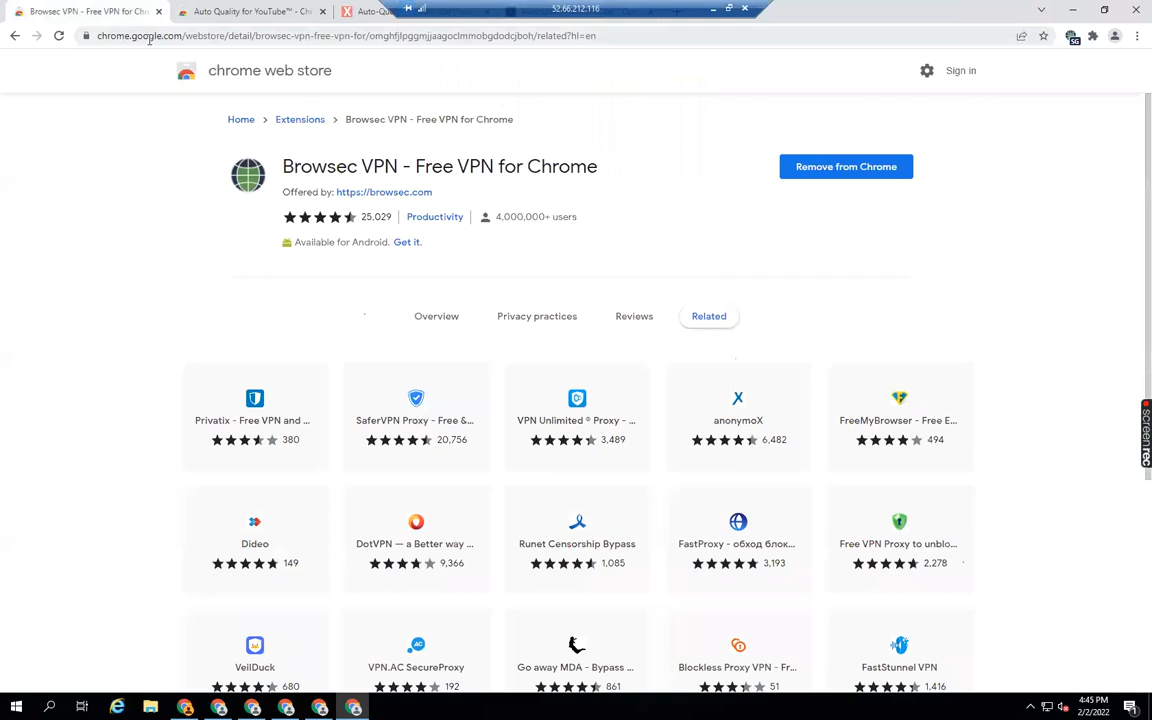 Browsec VPN - Free VPN for Chr
Auto Quality for YouTube™ - Ch
Auto-Qu
52.66.212.116
chrome.google.com/webstore/detail/browsec-vpn-free-vpn-for/omghfjlpggmjjaagoclmmobgdodcjboh/related?hl=en
SG
chrome web store
Sign in
Home > Extensions > Browsec VPN - Free VPN for Chrome
Browsec VPN - Free VPN for Chrome
Remove from Chrome
Offered by: https://browsec.com
25,029 | Productivity | 4,000,000+ users
Available for Android. Get it.
Overview Privacy practices Reviews Related
Privatix - Free VPN and ... SaferVPN Proxy - Free &... VPN Unlimited ® Proxy - ... anonymoX FreeMyBrowser - Free E...
380 20,756 3,489 6,482 494
Dideo DotVPN — a Better way ... Runet Censorship Bypass FastProxy - обход блок... Free VPN Proxy to unblo...
149 9,366 1,085 3,193 2,278
VeilDuck VPN.AC SecureProxy Go away MDA - Bypass ... Blockless Proxy VPN - Fr... FastStunnel VPN
680 192 861 51 1,416
screenrec
4:45 PM
2/2/2022